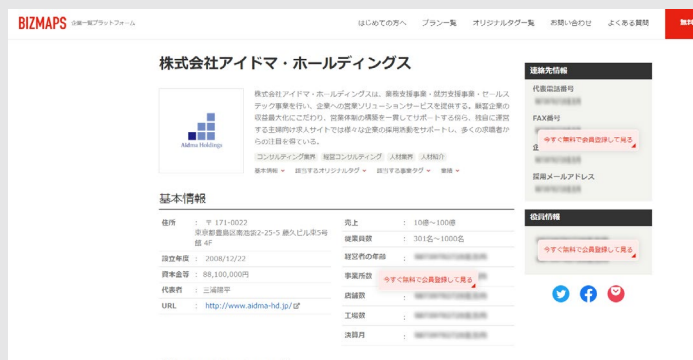 BIZMAPS 企業一覧プラットフォーム
はじめての方へ プラン一覧 オリジナルタグ一覧 お問い合わせ よくある質問 無料
株式会社アイドマ・ホールディングス
Aidma Holdings
株式会社アイドマ・ホールディングスは、業務支援事業・就労支援事業・セールス
テック事業を行い、企業への営業ソリューションサービスを提供する。顧客企業の
収益最大化にこだわり、営業体制の構築を一貫してサポートする傍ら、独自に運営
する主婦向け求人サイトでは様々な企業の採用活動をサポートし、多くの求職者か
らの注目を得ている。
コンサルティング業界 経営コンサルティング 人材業界 人材紹介
基本情報 該当するオリジナルタグ 該当する事業タグ 業績
基本情報
住所 : 〒 171-0022
東京都豊島区南池袋2-25-5 藤久ビル東5号
館 4F
設立年度 : 2008/12/22
資本金等 : 88,100,000円
代表者 : 三浦陽平
URL : http://www.aidma-hd.jp/
売上 : 10億～100億
従業員数 : 301名～1000名
経営者の年齢 :
事業所数
今すぐ無料で会員登録して見る
店舗数 :
工場数 :
決算月 :
連絡先情報
代表電話番号
FAX番号
今すぐ無料で会員登録して見る
採用メールアドレス
役員情報
今すぐ無料で会員登録して見る